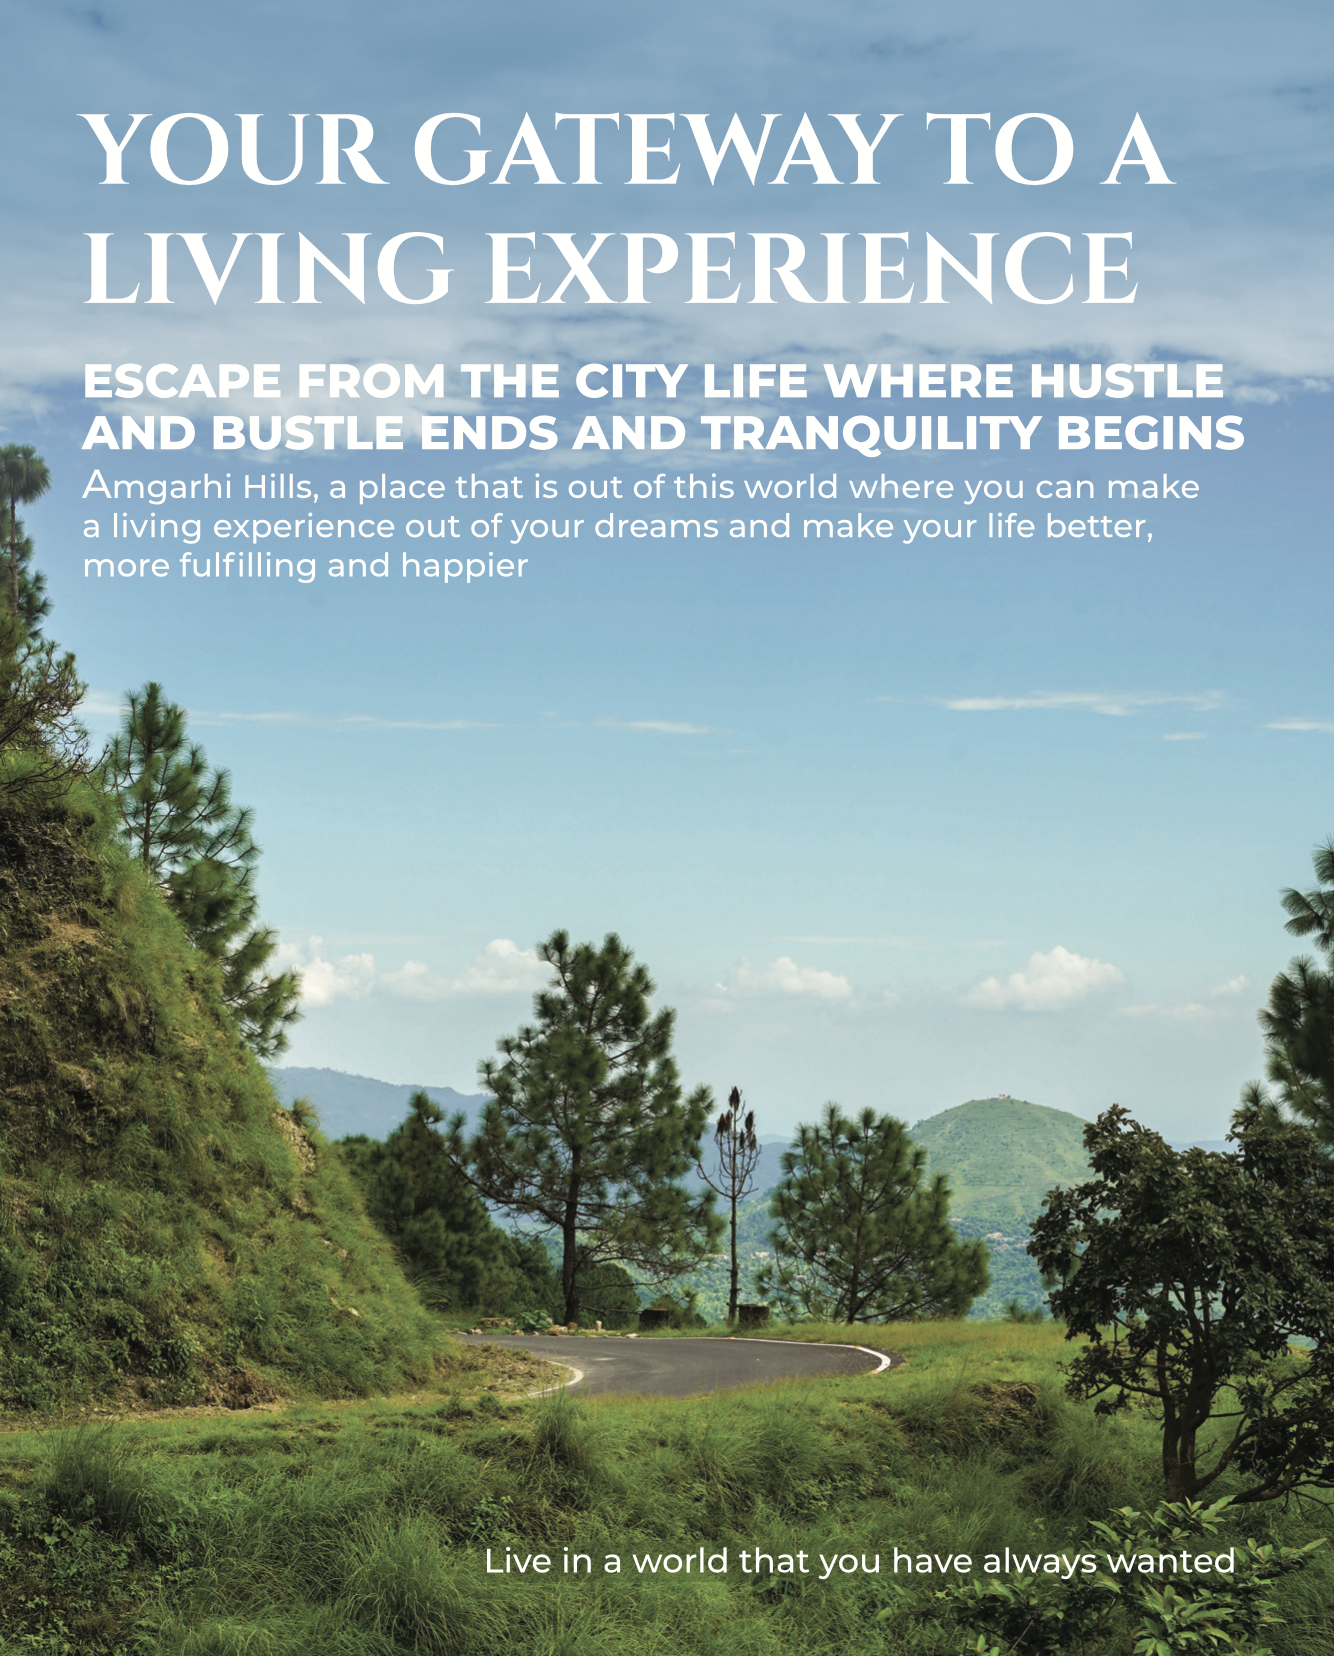 YOUR GATEWAY TO A
LIVING EXPERIENCE
ESCAPE FROM THE CITY LIFE WHERE HUSTLE
AND BUSTLE ENDS AND TRANQUILITY BEGINS
Amgarhi Hills, a place that is out of this world where you can make
a living experience out of your dreams and make your life better,
more fulfilling and happier
Live in a world that you have always wanted